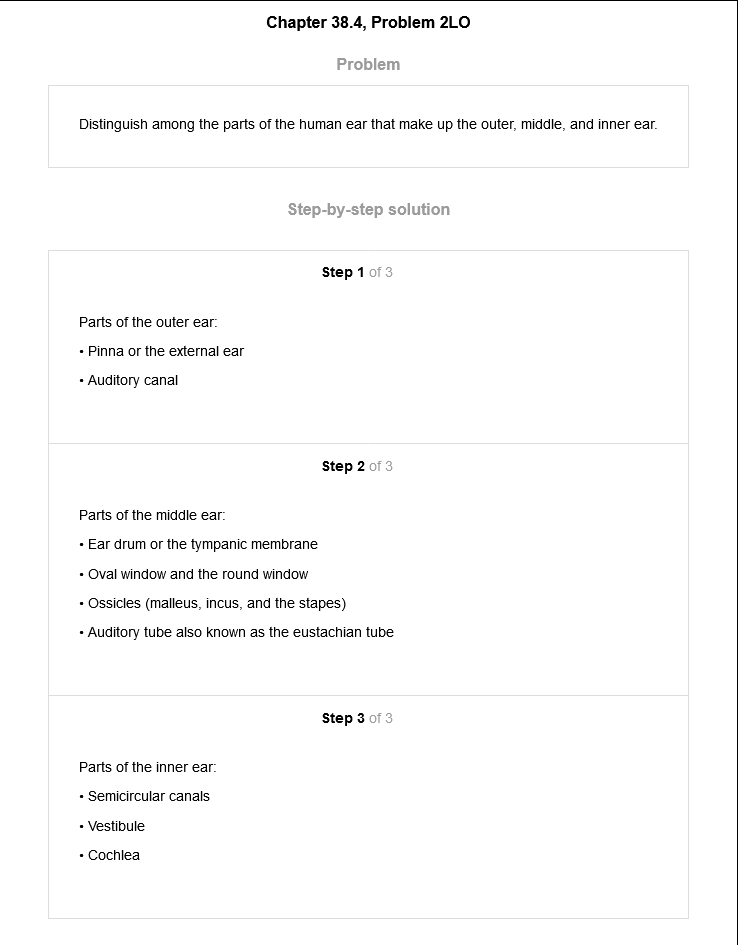 Chapter 38.4, Problem 2LO
Problem
Distinguish among the parts of the human ear that make up the outer, middle, and inner ear.
Step-by-step solution
Step 1 of 3
Parts of the outer ear:
• Pinna or the external ear
• Auditory canal
Step 2 of 3
Parts of the middle ear:
• Ear drum or the tympanic membrane
• Oval window and the round window
• Ossicles (malleus, incus, and the stapes)
• Auditory tube also known as the eustachian tube
Step 3 of 3
Parts of the inner ear:
• Semicircular canals
• Vestibule
• Cochlea